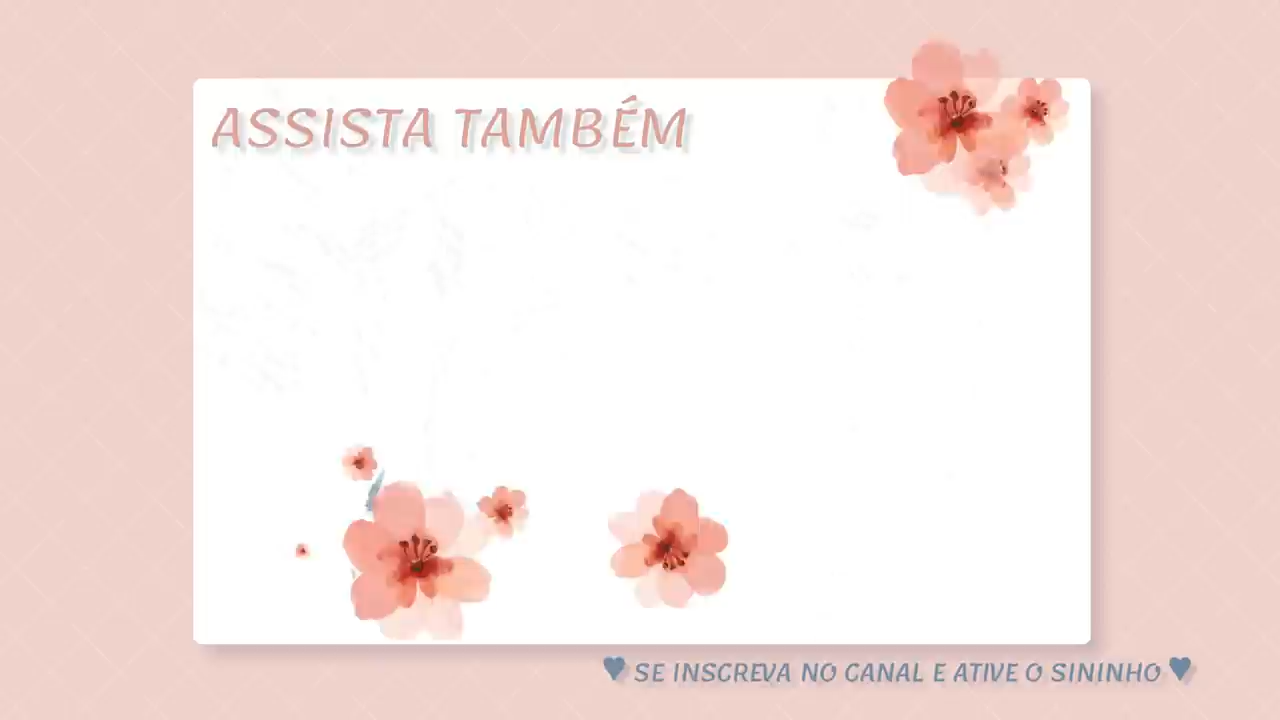 ASSISTA TAMBÉM
♥ SE INSCREVA NO CANAL E ATIVE O SININHO ♥